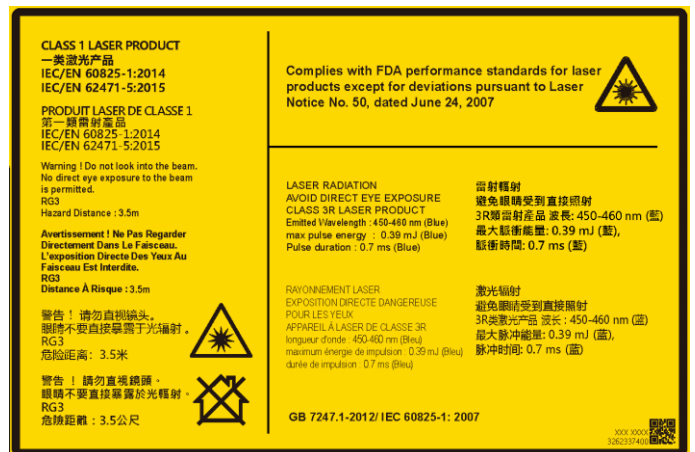 CLASS 1 LASER PRODUCT
一类激光产品
IEC/EN 60825-1:2014
IEC/EN 62471-5:2015
PRODUIT LASER DE CLASSE 1
第一類雷射產品
IEC/EN 60825-1:2014
IEC/EN 62471-5:2015
Warning ! Do not look into the beam.
No direct eye exposure to the beam
is permitted.
RG3
Hazard Distance : 3.5m
Avertissement ! Ne Pas Regarder
Directement Dans Le Faisceau.
L'exposition Directe Des Yeux Au
Faisceau Est Interdite.
RG3
Distance À Risque : 3.5m
警告！ 请勿直视镜头。
眼睛不要直接暴露于光辐射。
RG3
危险距离：3.5米
警告 ！ 請勿直視鏡頭。
眼睛不要直接暴露於光輻射。
RG3
危險距離：3.5公尺
Complies with FDA performance standards for laser
products except for deviations pursuant to Laser
Notice No. 50, dated June 24, 2007
LASER RADIATION
AVOID DIRECT EYE EXPOSURE
CLASS 3R LASER PRODUCT
Emitted Wavelength : 450-460 nm (Blue)
max pulse energy : 0.39 mJ (Blue)
Pulse duration : 0.7 ms (Blue)
雷射輻射
避免眼睛受到直接照射
3R類雷射產品 波長: 450-460 nm (藍)
最大脈衝能量: 0.39 mJ (藍),
脈衝時間: 0.7 ms (藍)
RAYONNEMENT LASER
EXPOSITION DIRECTE DANGEREUSE
POUR LES YEUX
APPAREIL À LASER DE CLASSE 3R
longueur d'onde : 450-460 nm (Bleu)
maximum énergie de impulsion : 0.39 mJ (Bleu)
durée de impulsion : 0.7 ms (Bleu)
激光辐射
避免眼睛受到直接照射
3R类激光产品 波长 : 450-460 nm (蓝)
最大脉冲能量: 0.39 mJ (蓝),
脉冲时间: 0.7 ms (蓝)
GB 7247.1-2012/ IEC 60825-1: 2007
XXX XXXX
3262337400